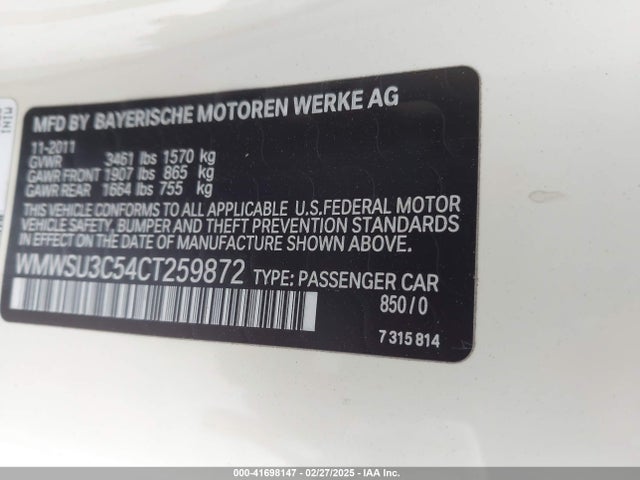 MINI
MFD BY BAYERISCHE MOTOREN WERKE AG
11-2011
GVWR 3461 lbs 1570 kg
GAWR FRONT 1907 lbs 865 kg
GAWR REAR 1664 lbs 755 kg
THIS VEHICLE CONFORMS TO ALL APPLICABLE U.S.FEDERAL MOTOR
VEHICLE SAFETY, BUMPER AND THEFT PREVENTION STANDARDS
IN EFFECT ON THE DATE OF MANUFACTURE SHOWN ABOVE.
WMWSU3C54CT259872 TYPE: PASSENGER CAR
850/0
7 315 814
000-41698147 - 02/27/2025 - IAA Inc.